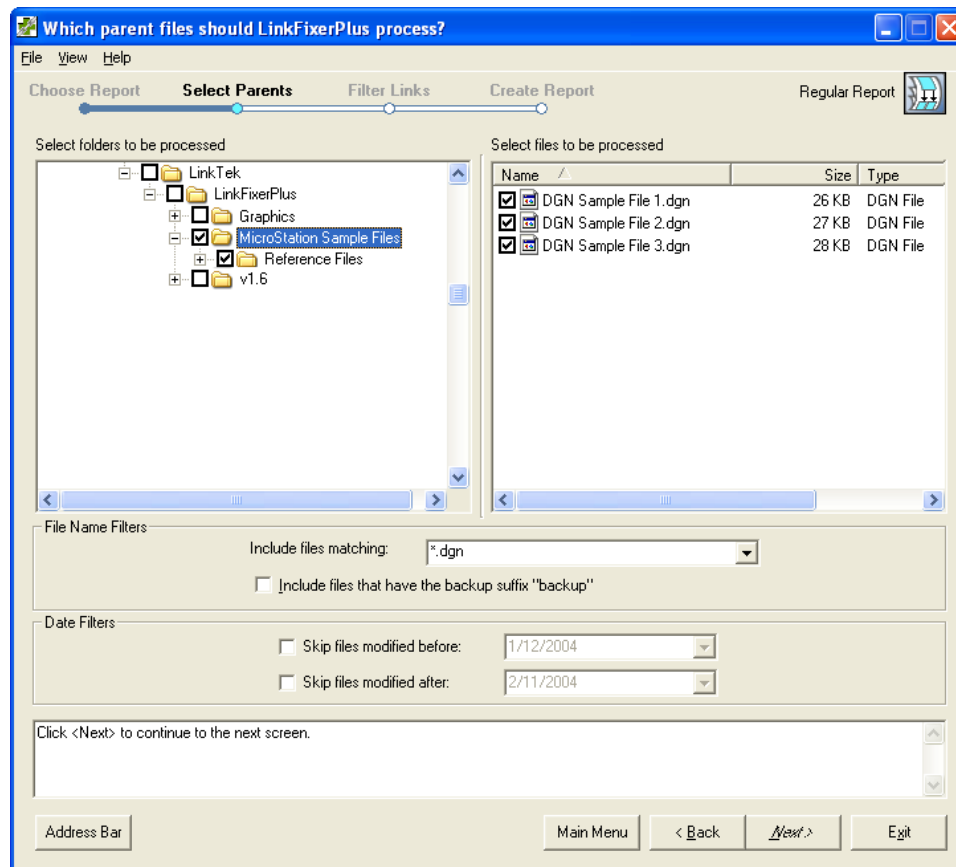 Which parent files should LinkFixerPlus process?
File View Help
Choose Report Select Parents Filter Links Create Report Regular Report
Select folders to be processed
LinkTek
LinkFixerPlus
Graphics
MicroStation Sample Files
Reference Files
v1.6
Select files to be processed
Name Size Type
DGN Sample File 1.dgn 26 KB DGN File
DGN Sample File 2.dgn 27 KB DGN File
DGN Sample File 3.dgn 28 KB DGN File
File Name Filters
Include files matching: *.dgn
Include files that have the backup suffix "backup"
Date Filters
Skip files modified before: 1/12/2004
Skip files modified after: 2/11/2004
Click <Next> to continue to the next screen.
Address Bar Main Menu < Back Next > Exit